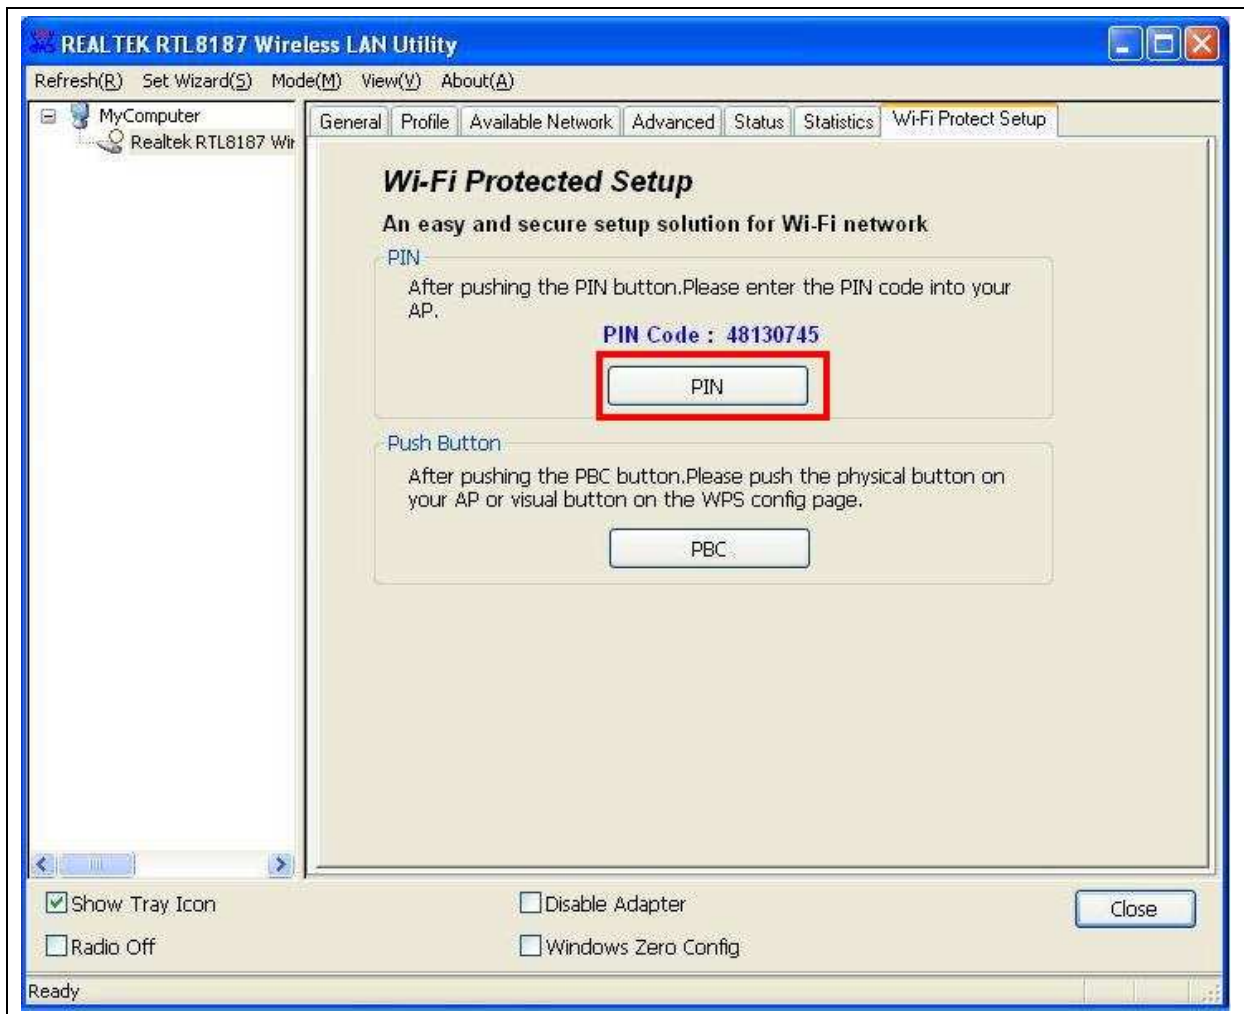 REALTEK RTL8187 Wireless LAN Utility
Refresh(R) Set Wizard(S) Mode(M) View(V) About(A)
MyComputer
Realtek RTL8187 Wir
General Profile Available Network Advanced Status Statistics Wi-Fi Protect Setup
Wi-Fi Protected Setup
An easy and secure setup solution for Wi-Fi network
PIN
After pushing the PIN button.Please enter the PIN code into your
AP.
PIN Code : 48130745
PIN
Push Button
After pushing the PBC button.Please push the physical button on
your AP or visual button on the WPS config page.
PBC
Show Tray Icon
Disable Adapter
Close
Radio Off
Windows Zero Config
Ready